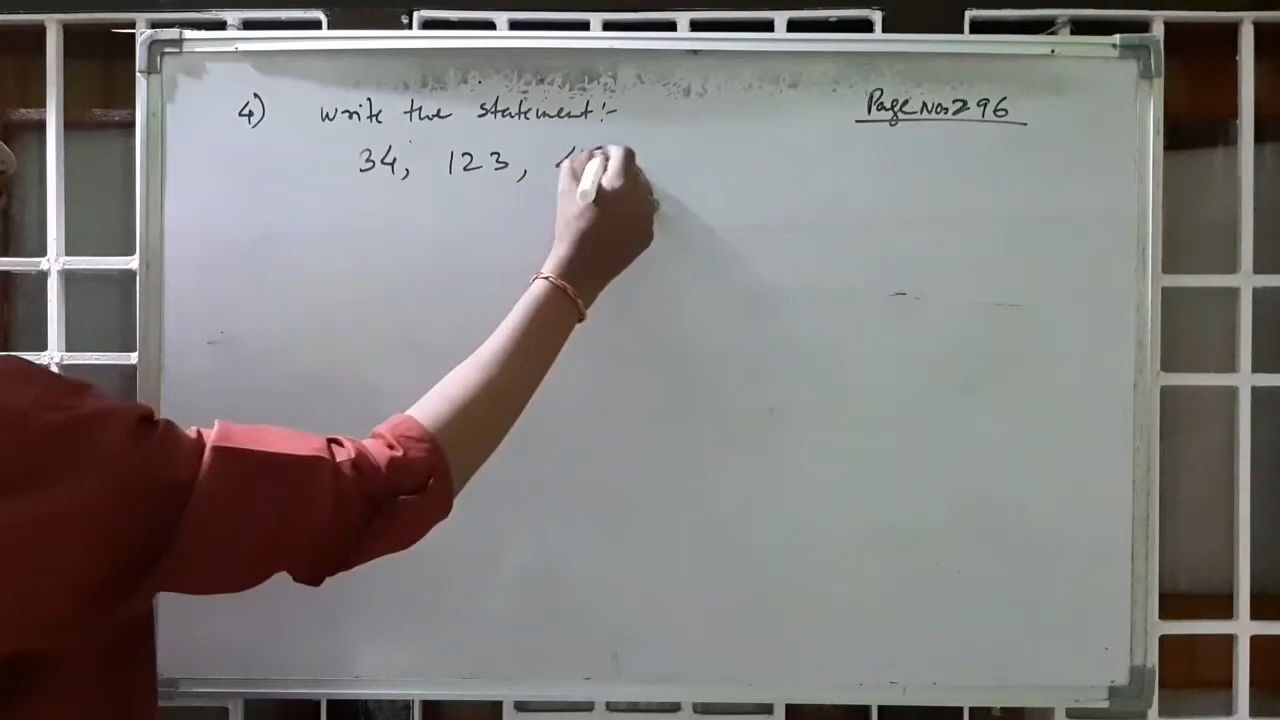 4) Write the statement:- Page No: 296
34, 123,